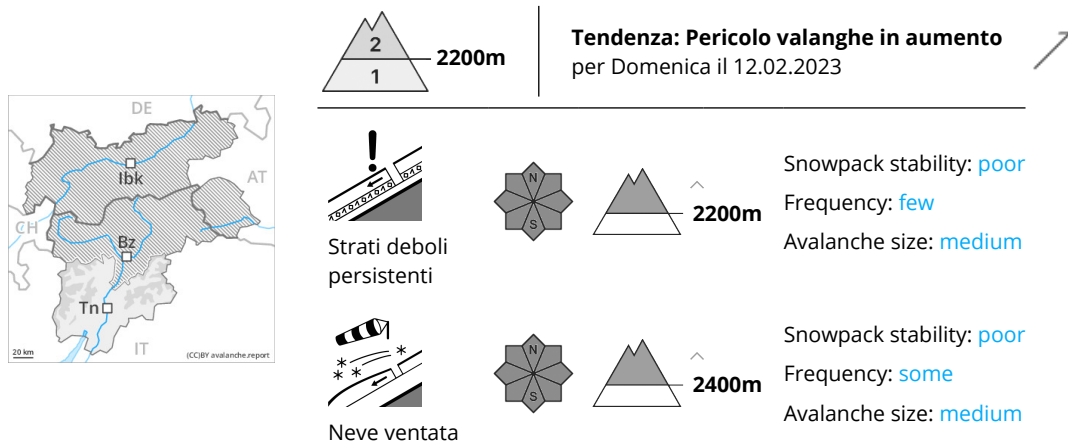 2
1
2200m
Tendenza: Pericolo valanghe in aumento
per Domenica il 12.02.2023
DE
AT
CH
IT
Ibk
Bz
Tn
20 km
(CC)BY avalanche.report
Strati deboli
persistenti
N
S
2200m
Snowpack stability: poor
Frequency: few
Avalanche size: medium
Neve ventata
N
S
2400m
Snowpack stability: poor
Frequency: some
Avalanche size: medium